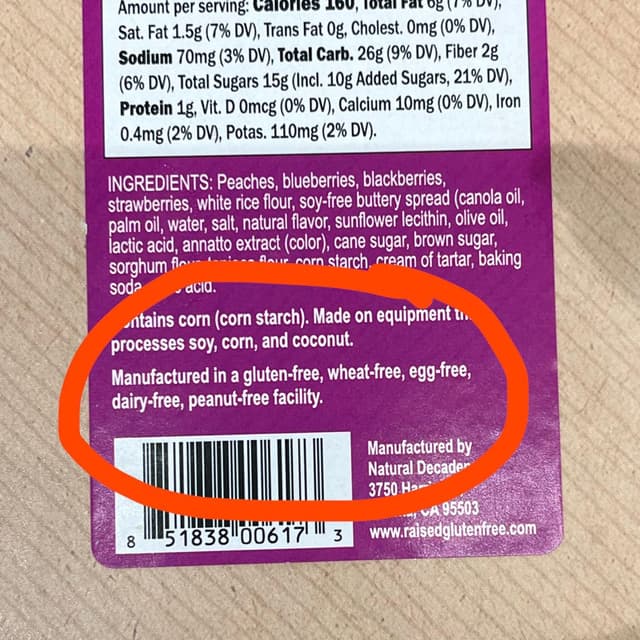 Amount per serving: Calories 160, Total Fat 6g (7% DV),
Sat. Fat 1.5g (7% DV), Trans Fat 0g, Cholest. 0mg (0% DV),
Sodium 70mg (3% DV), Total Carb. 26g (9% DV), Fiber 2g
(6% DV), Total Sugars 15g (Incl. 10g Added Sugars, 21% DV),
Protein 1g, Vit. D 0mcg (0% DV), Calcium 10mg (0% DV), Iron
0.4mg (2% DV), Potas. 110mg (2% DV).
INGREDIENTS: Peaches, blueberries, blackberries,
strawberries, white rice flour, soy-free buttery spread (canola oil,
palm oil, water, salt, natural flavor, sunflower lecithin, olive oil,
lactic acid, annatto extract (color), cane sugar, brown sugar,
sorghum corn starch, cream of tartar, baking
soda acid.
corn (corn starch). Made on equipment
processes soy, corn, and coconut.
Manufactured in a gluten-free, wheat-free, egg-free,
dairy-free, peanut-free facility.
Manufactured by
Natural
3750
CA 95503
www.raisedglutenfree.com
8 51838 00617 3